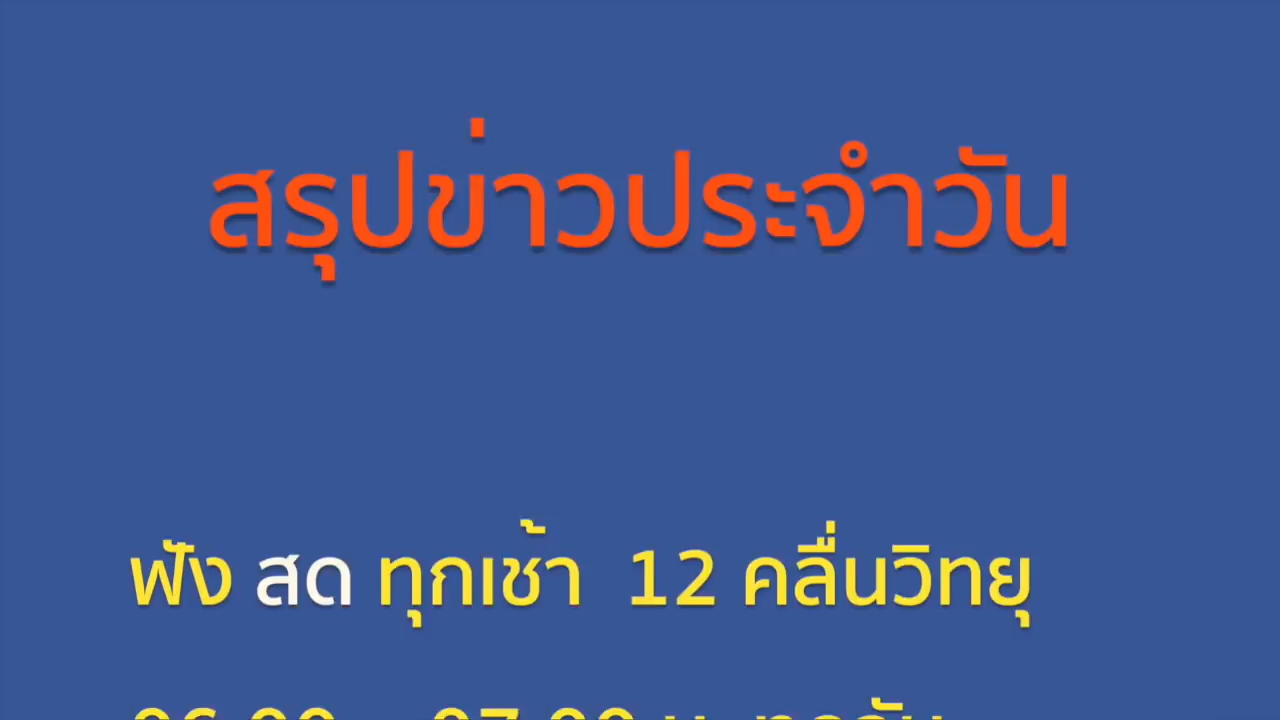 สรุปข่าวประจำวัน
ฟัง สด ทุกเช้า 12 คลื่นวิทยุ